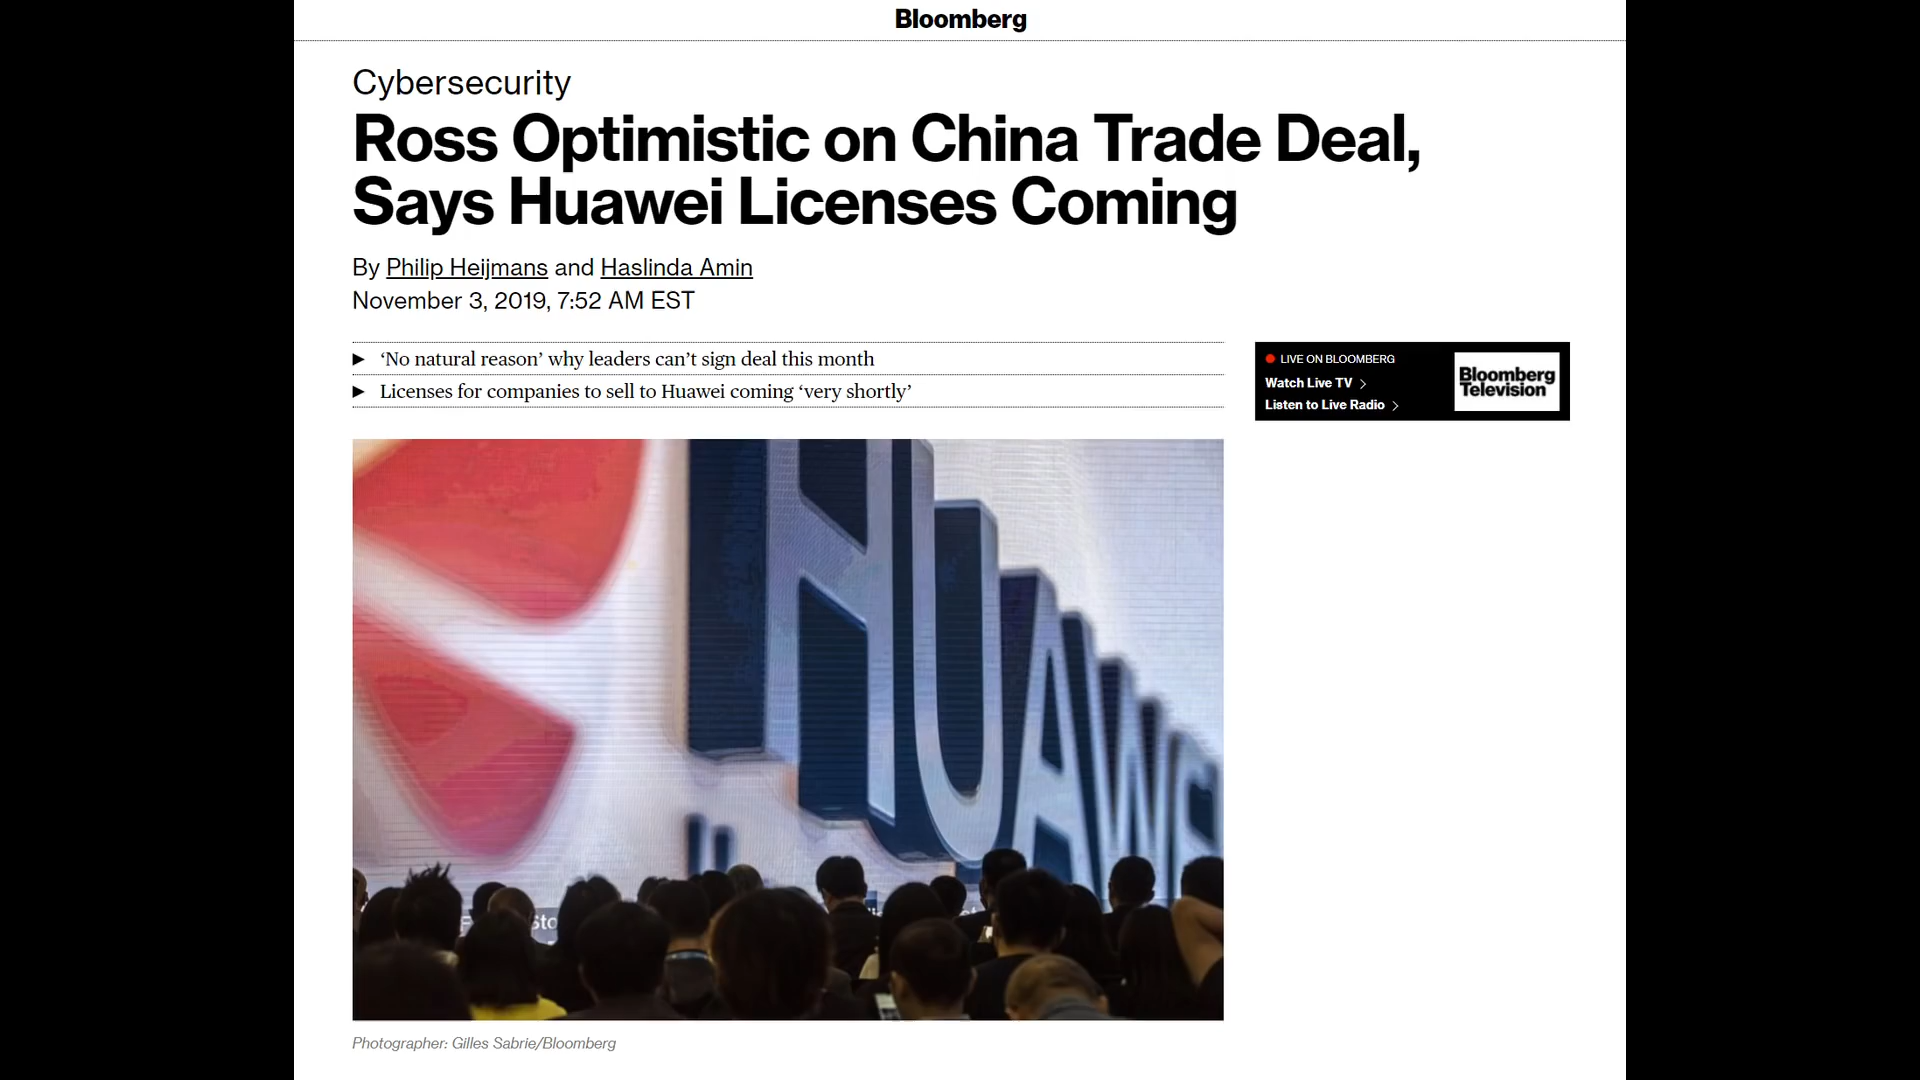 Bloomberg
Cybersecurity
Ross Optimistic on China Trade Deal,
Says Huawei Licenses Coming
By Philip Heijmans and Haslinda Amin
November 3, 2019, 7:52 AM EST
▶ ‘No natural reason’ why leaders can’t sign deal this month
▶ Licenses for companies to sell to Huawei coming ‘very shortly’
LIVE ON BLOOMBERG
Watch Live TV >
Listen to Live Radio >
Bloomberg
Television
HUAWE
Photographer: Gilles Sabrie/Bloomberg